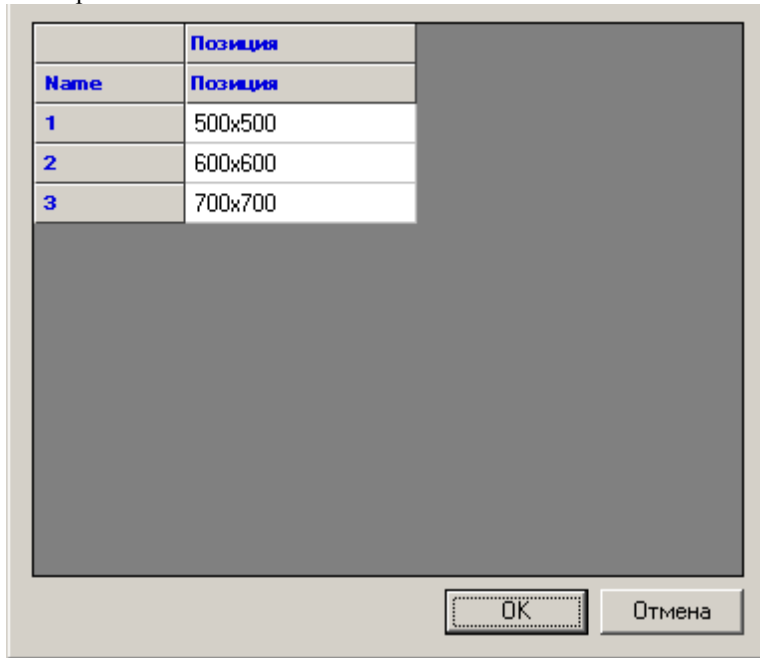 Позиция
Name Позиция
1 500x500
2 600x600
3 700x700
OK Отмена